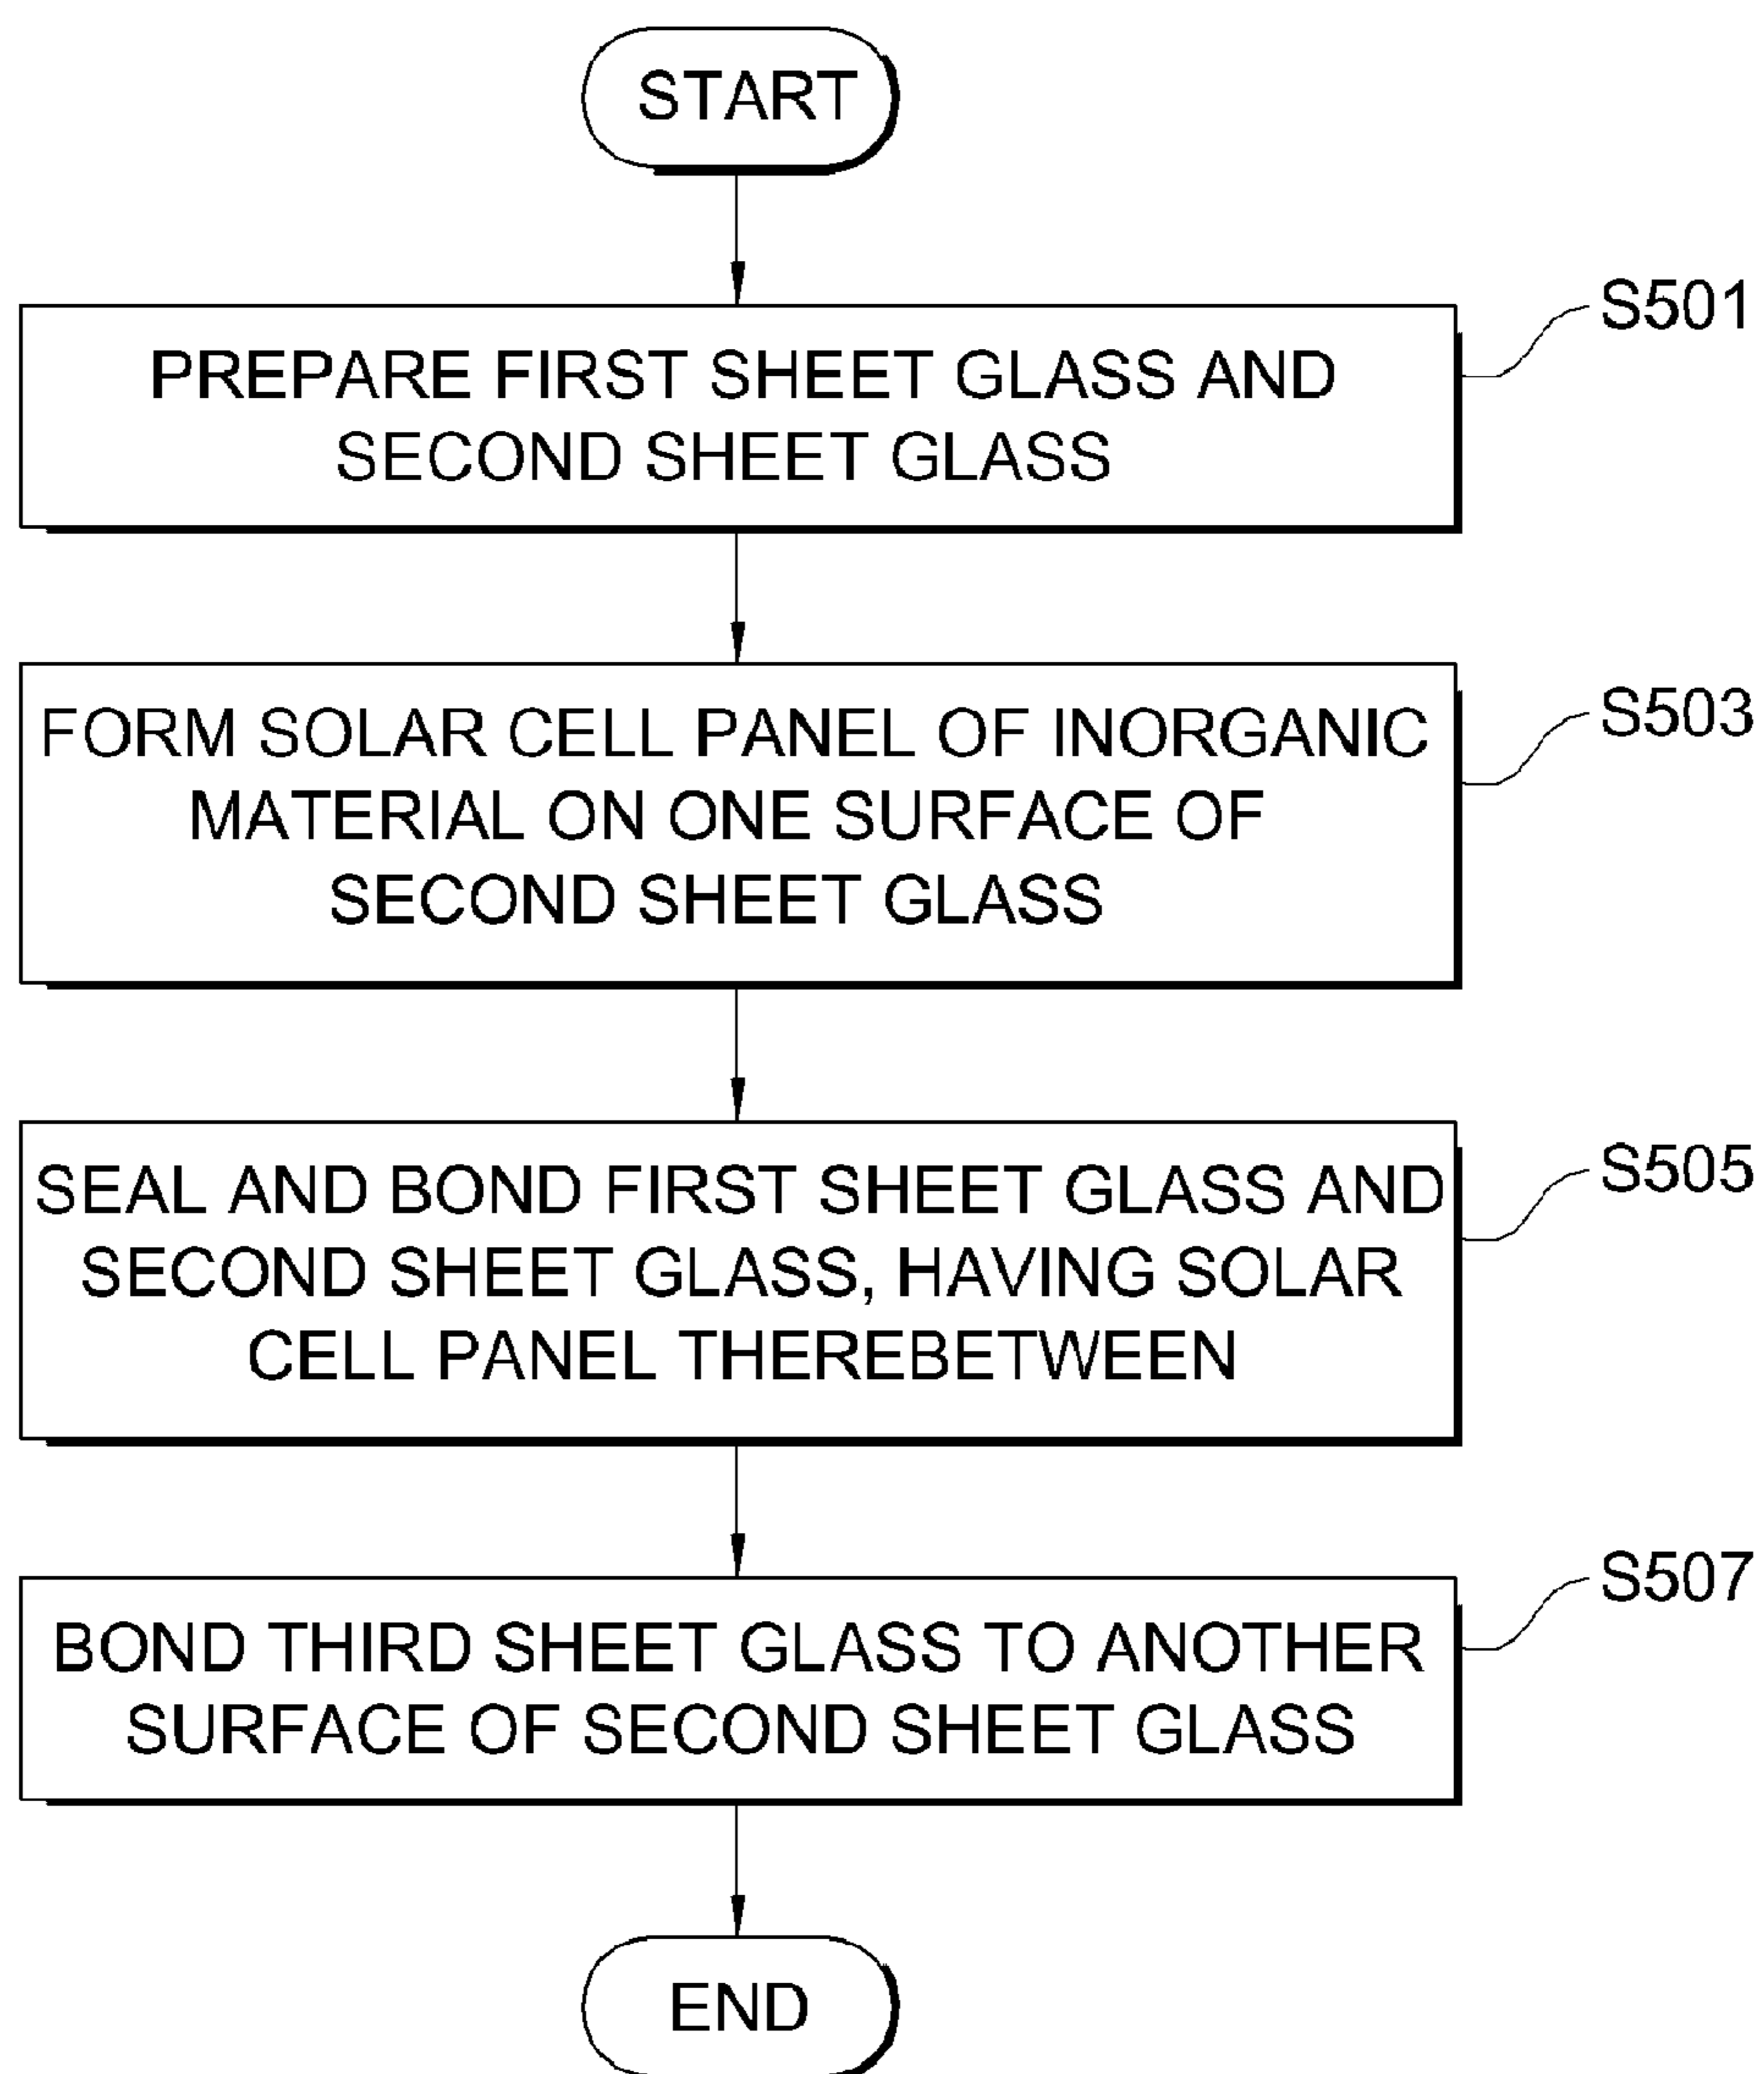 START
S501
PREPARE FIRST SHEET GLASS AND
SECOND SHEET GLASS
S503
FORM SOLAR CELL PANEL OF INORGANIC
MATERIAL ON ONE SURFACE OF
SECOND SHEET GLASS
S505
SEAL AND BOND FIRST SHEET GLASS AND
SECOND SHEET GLASS, HAVING SOLAR
CELL PANEL THEREBETWEEN
S507
BOND THIRD SHEET GLASS TO ANOTHER
SURFACE OF SECOND SHEET GLASS
END